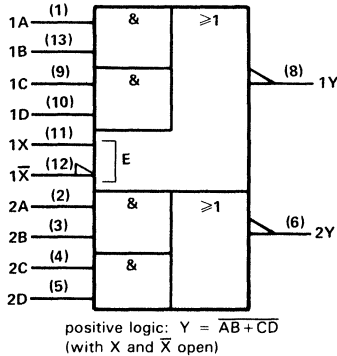 1A (1) & ≥1
1B (13)
1C (9) & (8) 1Y
1D (10)
1X (11) E
1X̅ (12)
2A (2) & ≥1
2B (3) (6) 2Y
2C (4) &
2D (5)
positive logic: Y = \overline{AB + CD}
(with X and X̅ open)